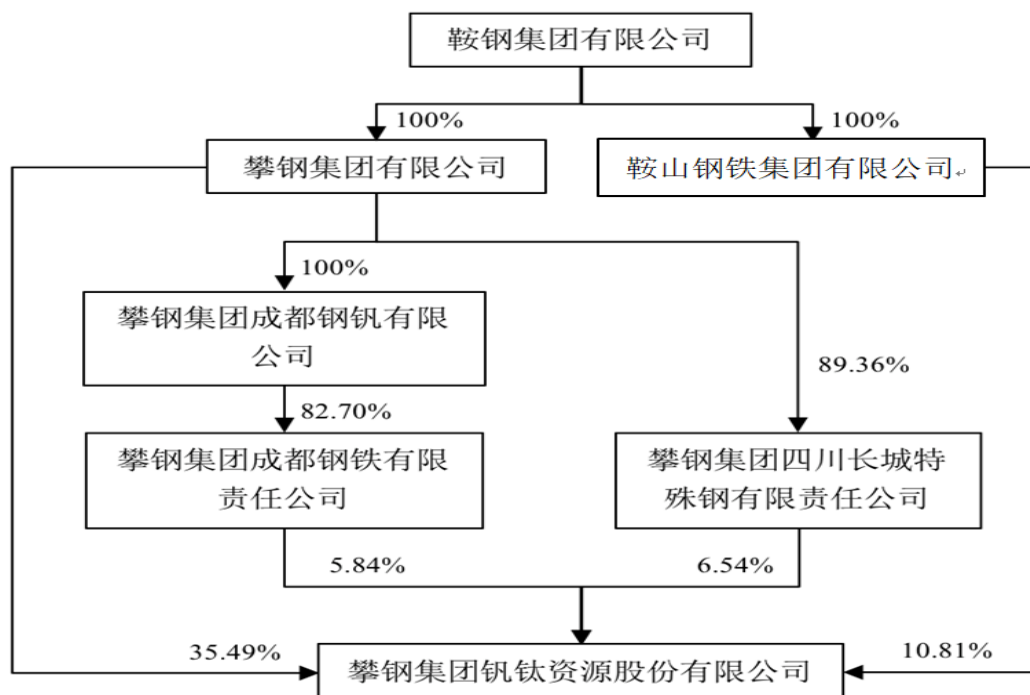 鞍钢集团有限公司
100%
100%
攀钢集团有限公司
鞍山钢铁集团有限公司
100%
攀钢集团成都钢钒有限
公司
89.36%
82.70%
攀钢集团成都钢铁有限
责任公司
攀钢集团四川长城特
殊钢有限责任公司
5.84%
6.54%
35.49%
10.81%
攀钢集团钒钛资源股份有限公司